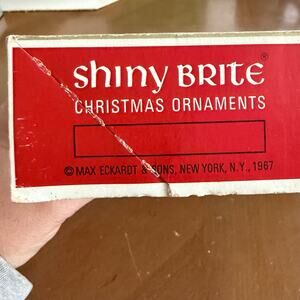 Shiny Brite®
CHRISTMAS ORNAMENTS
© MAX ECKARDT & SONS, NEW YORK, N.Y., 1967